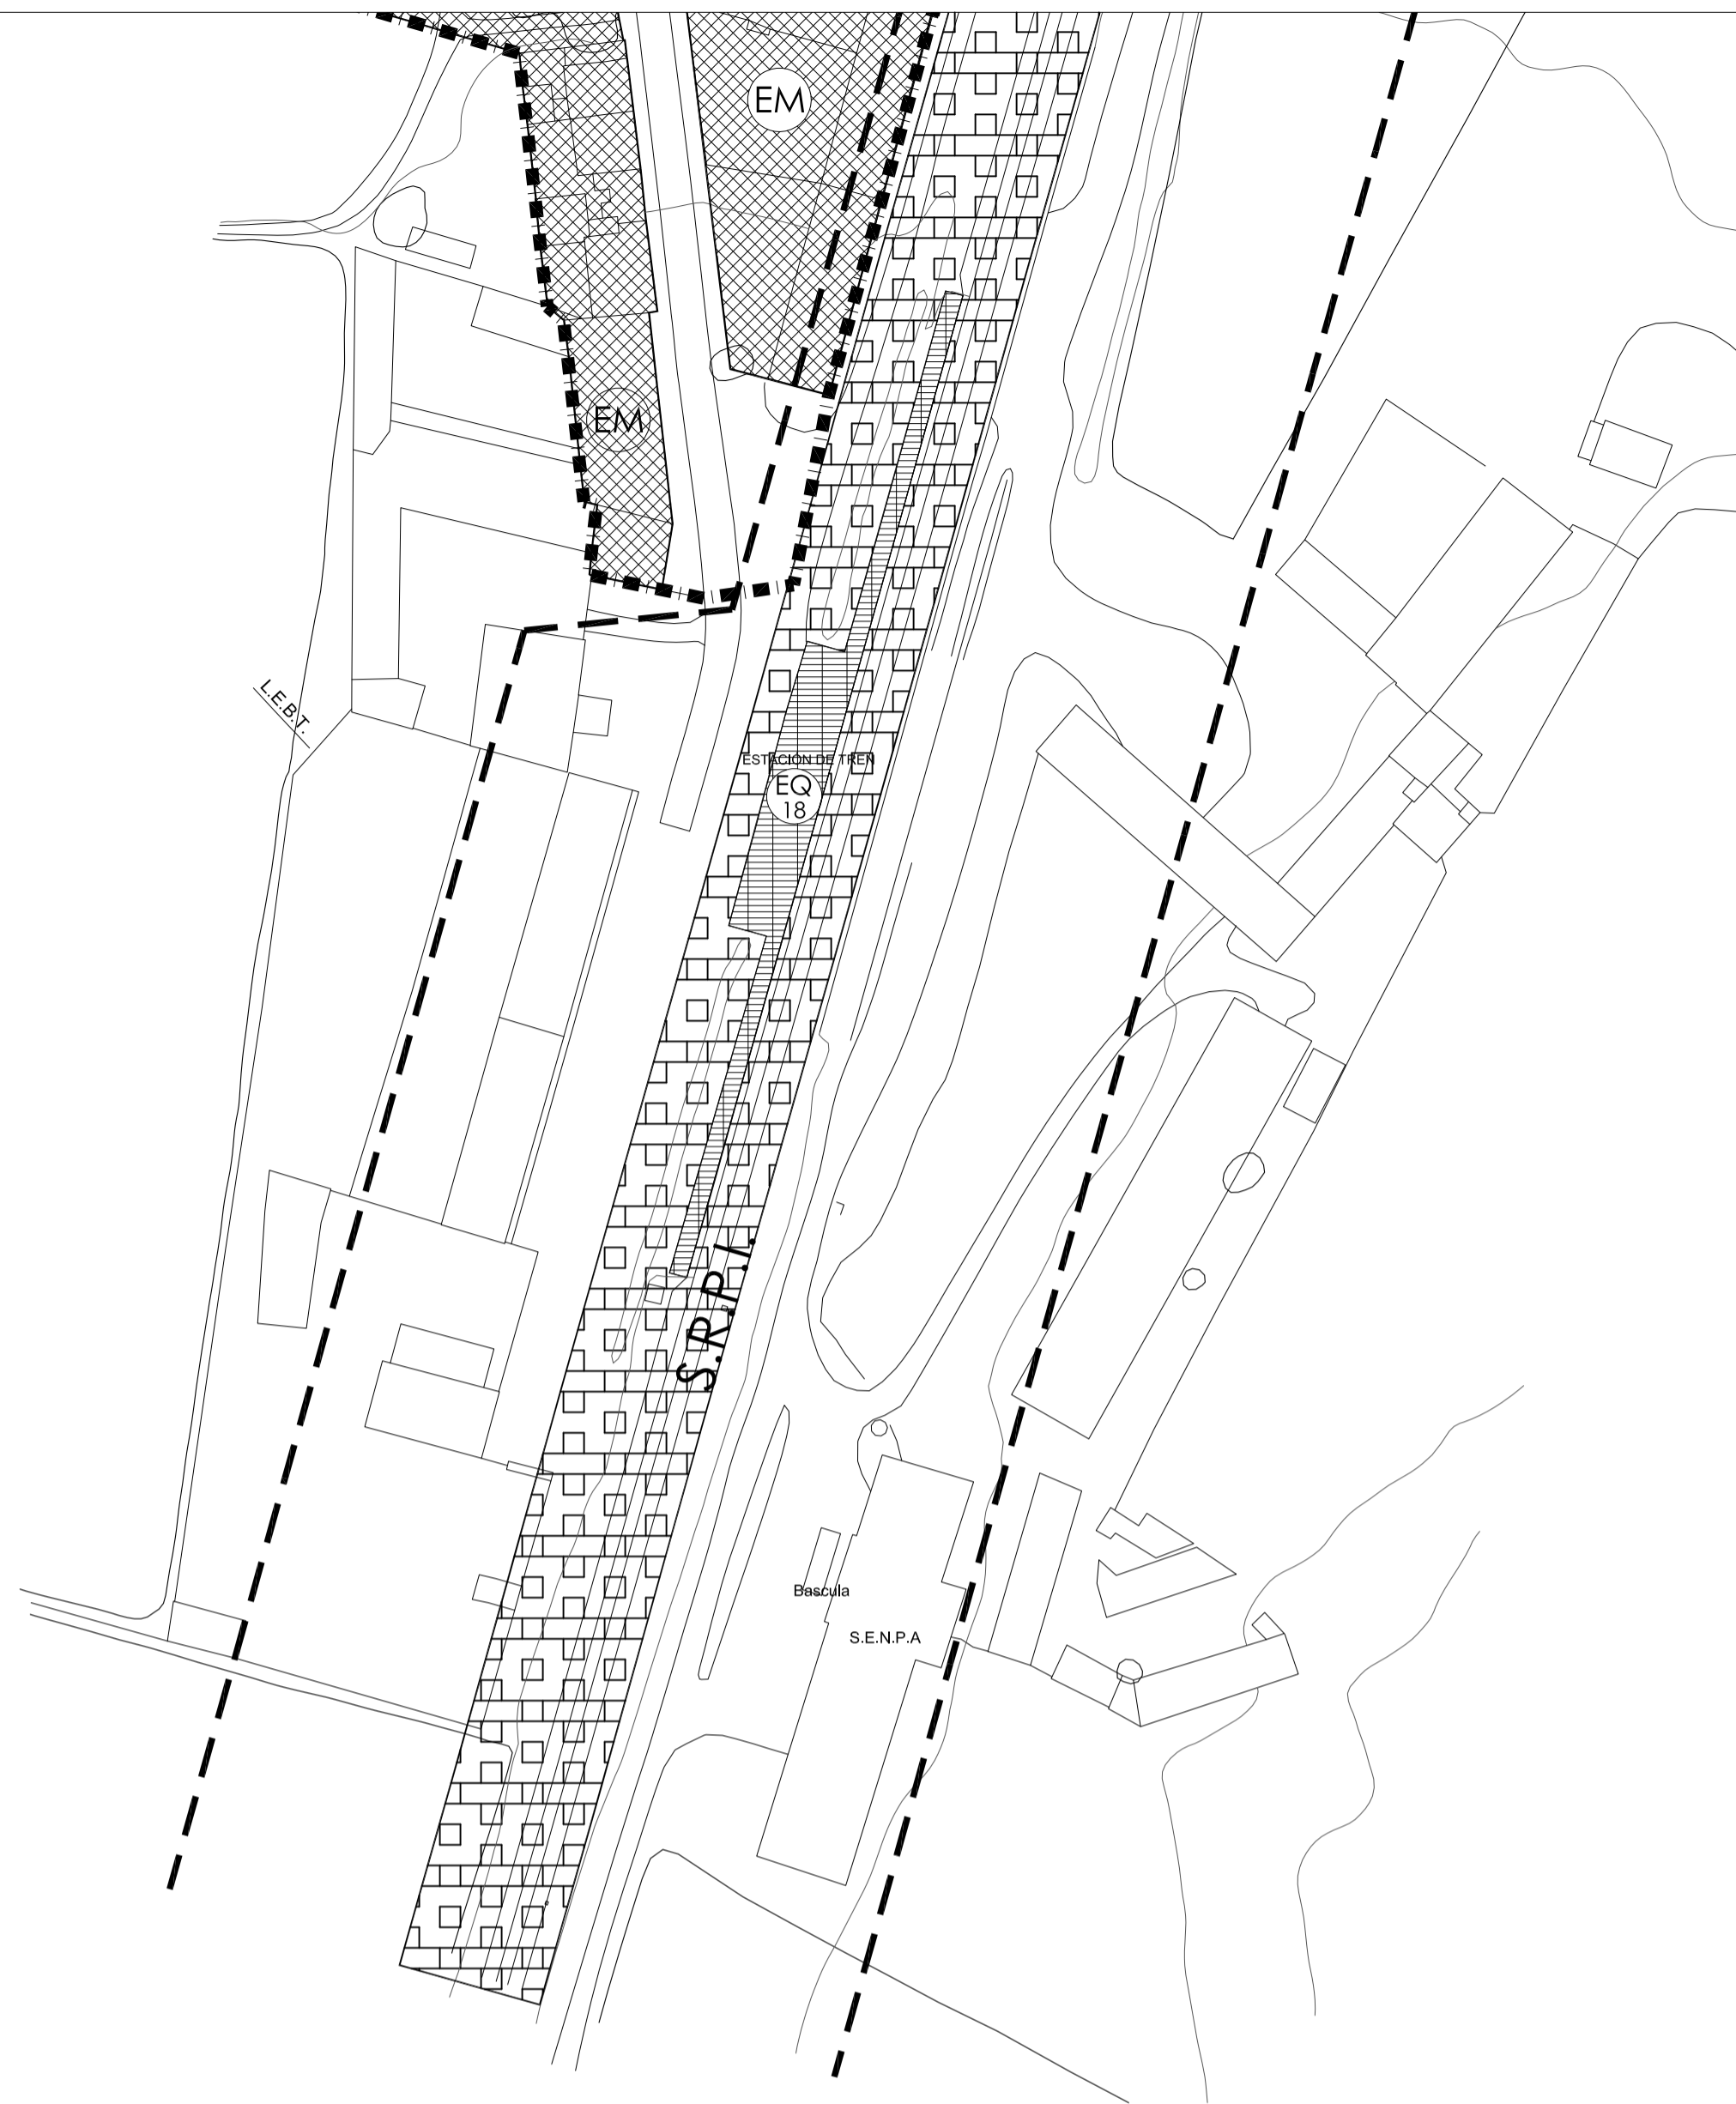 EM
EM
L.E.B.T.
ESTACION DE TREN
EQ
18
S.R.P.I.
Bascula
S.E.N.P.A